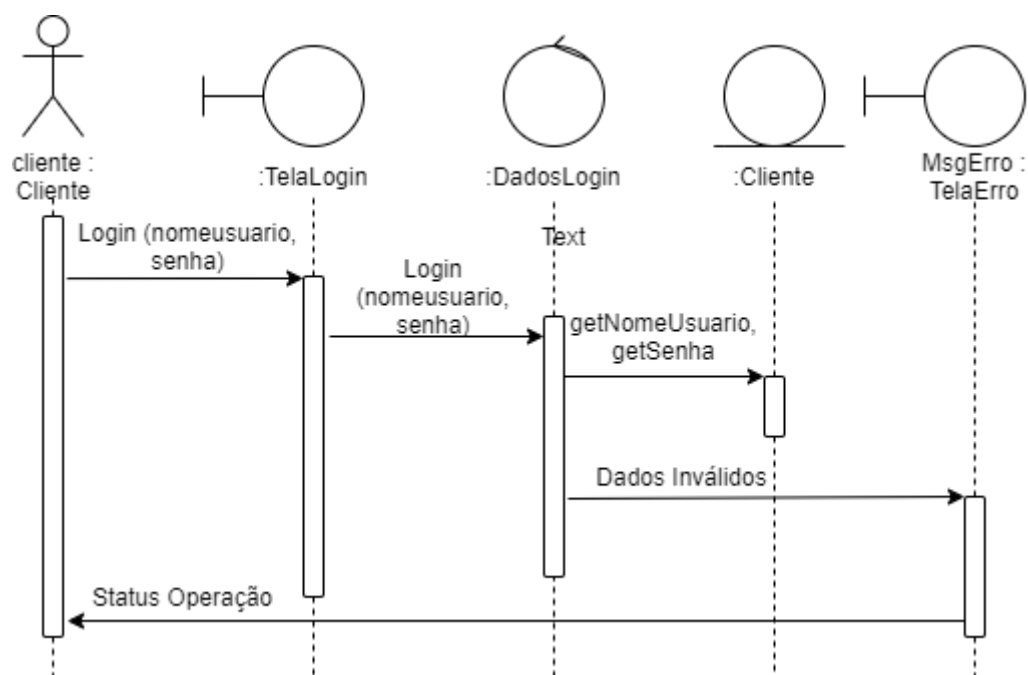 cliente :
Cliente
:TelaLogin
:DadosLogin
:Cliente
MsgErro :
TelaErro
Login (nomeusuario,
senha)
Text
Login
(nomeusuario,
senha)
getNomeUsuario,
getSenha
Dados Inválidos
Status Operação